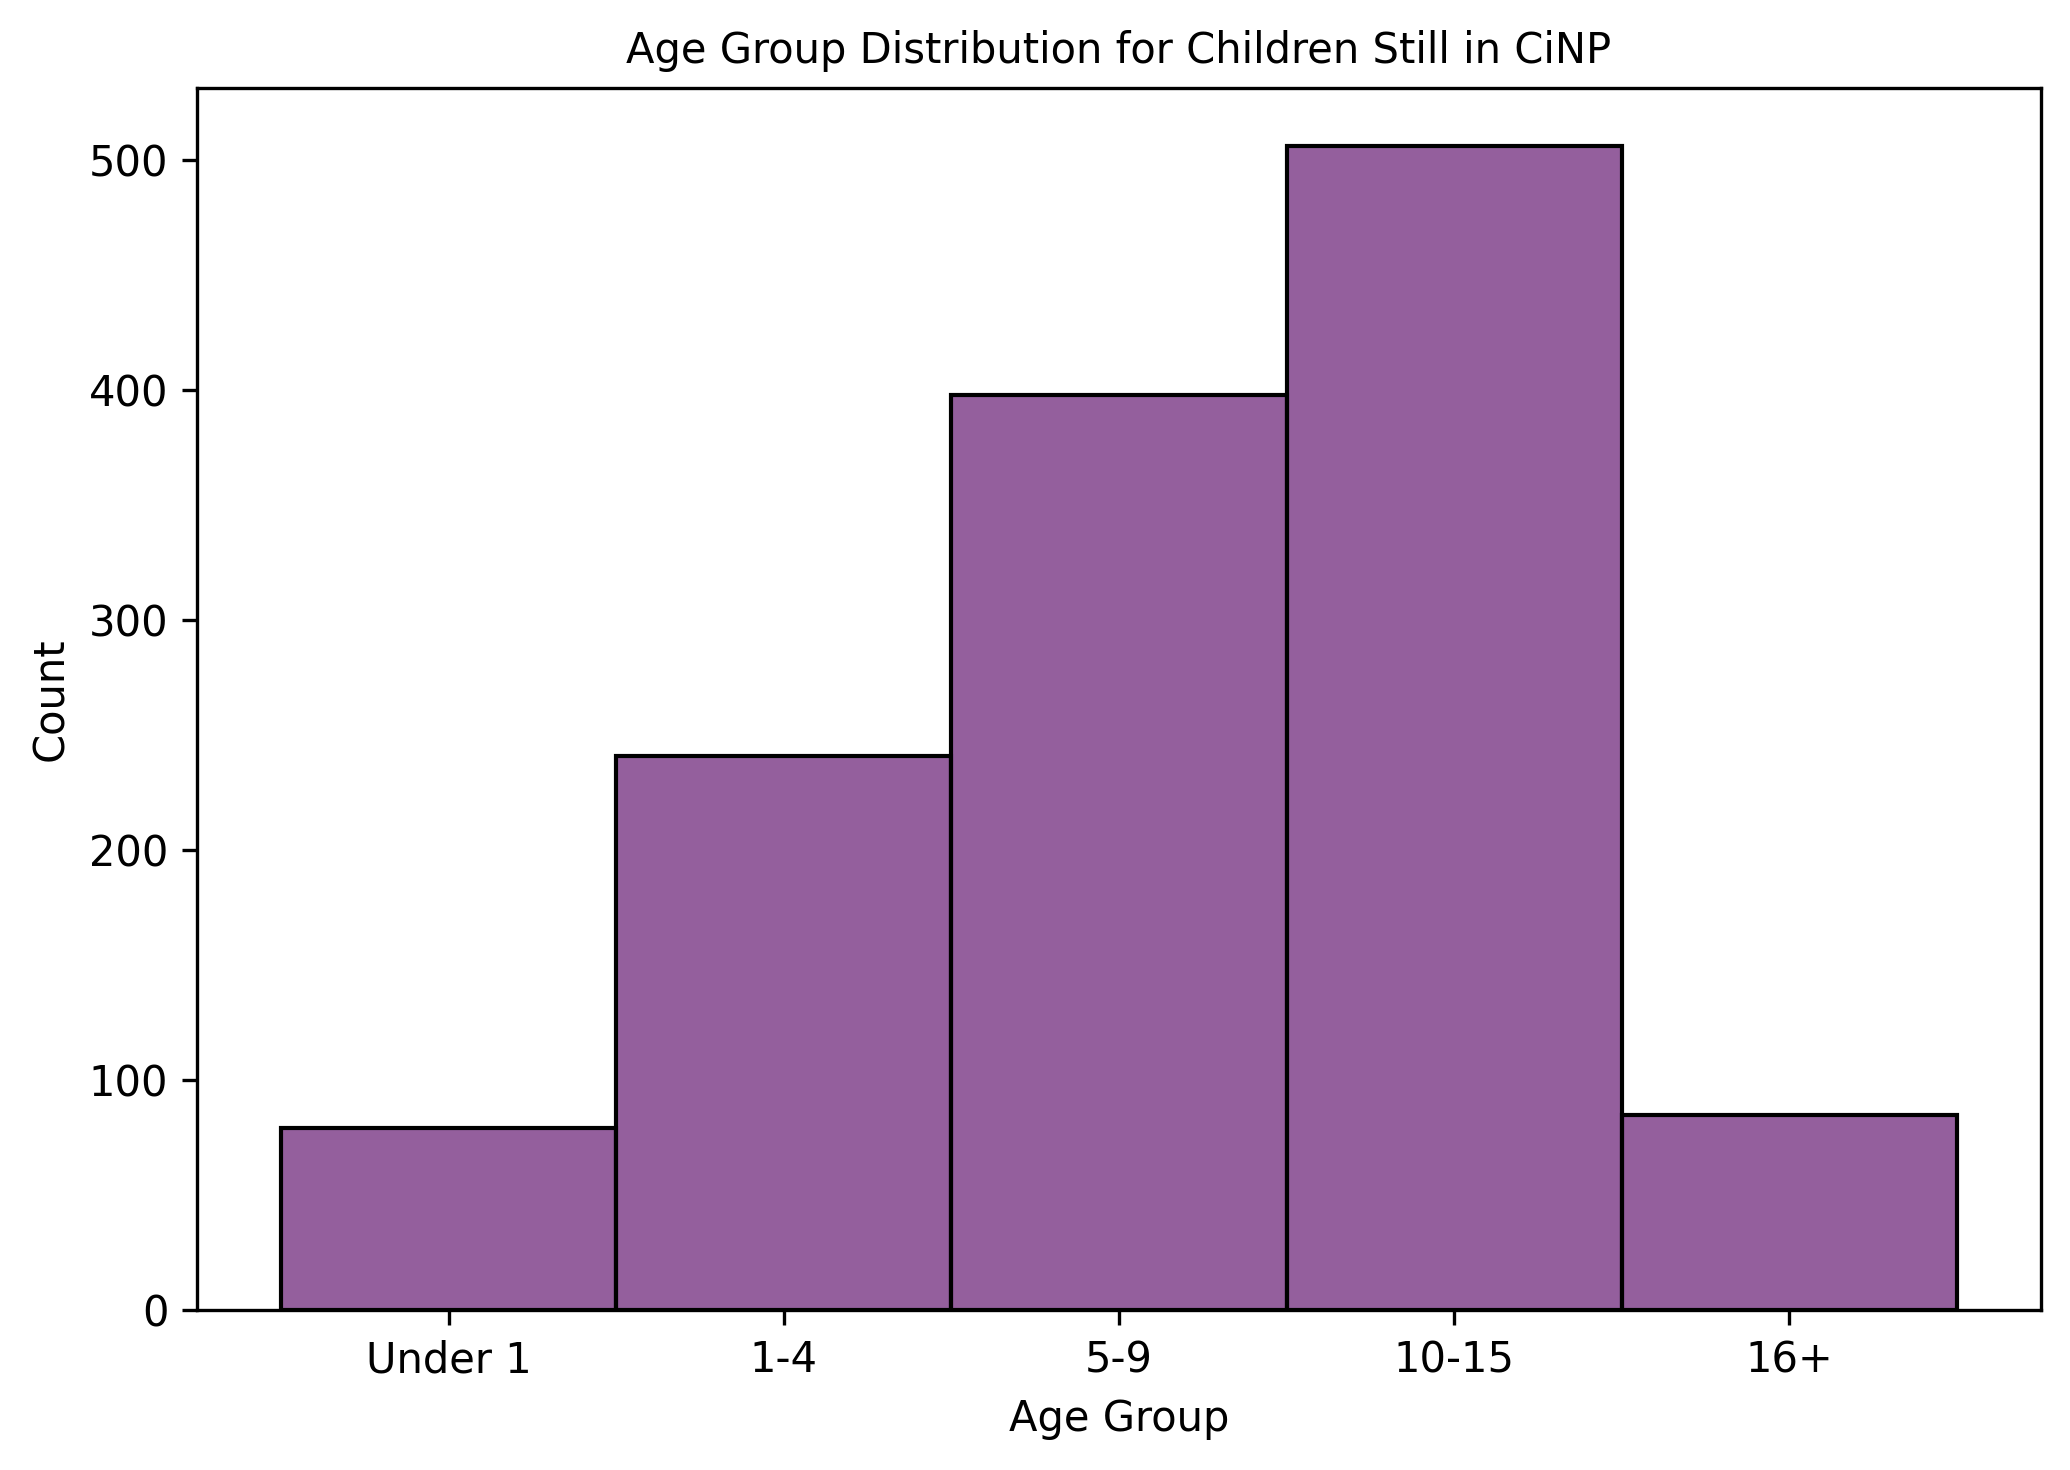 Age Group Distribution for Children Still in CiNP
500
400
300
200
100
0
Count
Under 1
1-4
5-9
10-15
16+
Age Group